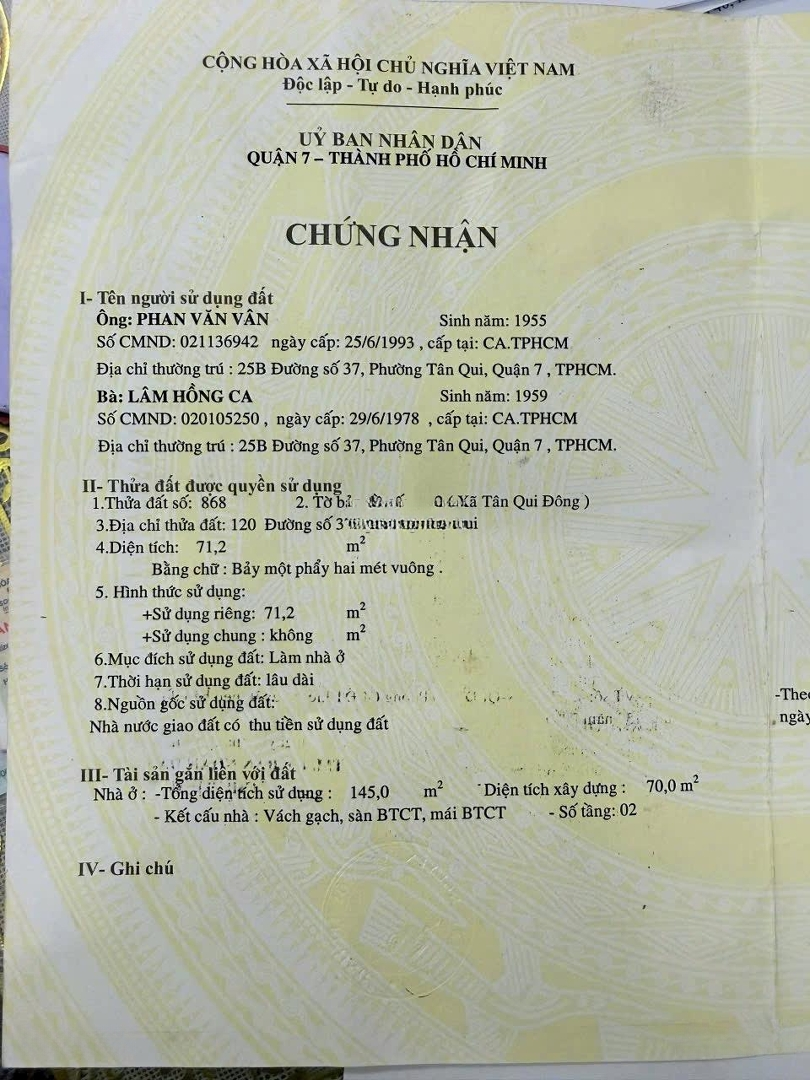 CỘNG HÒA XÃ HỘI CHỦ NGHĨA VIỆT NAM
Độc lập - Tự do - Hạnh phúc
UỶ BAN NHÂN DÂN
QUẬN 7 – THÀNH PHỐ HỒ CHÍ MINH
CHỨNG NHẬN
I- Tên người sử dụng đất
Ông: PHAN VĂN VÂN Sinh năm: 1955
Số CMND: 021136942 ngày cấp: 25/6/1993 , cấp tại: CA.TPHCM
Địa chỉ thường trú : 25B Đường số 37, Phường Tân Qui, Quận 7 , TPHCM.
Bà: LÂM HỒNG CA Sinh năm: 1959
Số CMND: 020105250 , ngày cấp: 29/6/1978 , cấp tại: CA.TPHCM
Địa chỉ thường trú : 25B Đường số 37, Phường Tân Qui, Quận 7 , TPHCM.
II- Thửa đất được quyền sử dụng
1.Thửa đất số: 868 2. Tờ Xã Tân Qui Đông )
3.Địa chỉ thửa đất: 120 Đường số
4.Diện tích: 71,2 m²
Bằng chữ : Bảy một phẩy hai mét vuông .
5. Hình thức sử dụng:
+Sử dụng riêng: 71,2 m²
+Sử dụng chung : không m²
6.Mục đích sử dụng đất: Làm nhà ở
7.Thời hạn sử dụng đất: lâu dài
8.Nguồn gốc sử dụng đất:
Nhà nước giao đất có thu tiền sử dụng đất
III- Tài sản gắn liền với đất
Nhà ở : -Tổng diện tích sử dụng : 145,0 m² Diện tích xây dựng : 70,0 m²
- Kết cấu nhà : Vách gạch, sàn BTCT, mái BTCT - Số tầng: 02
IV- Ghi chú
ngày